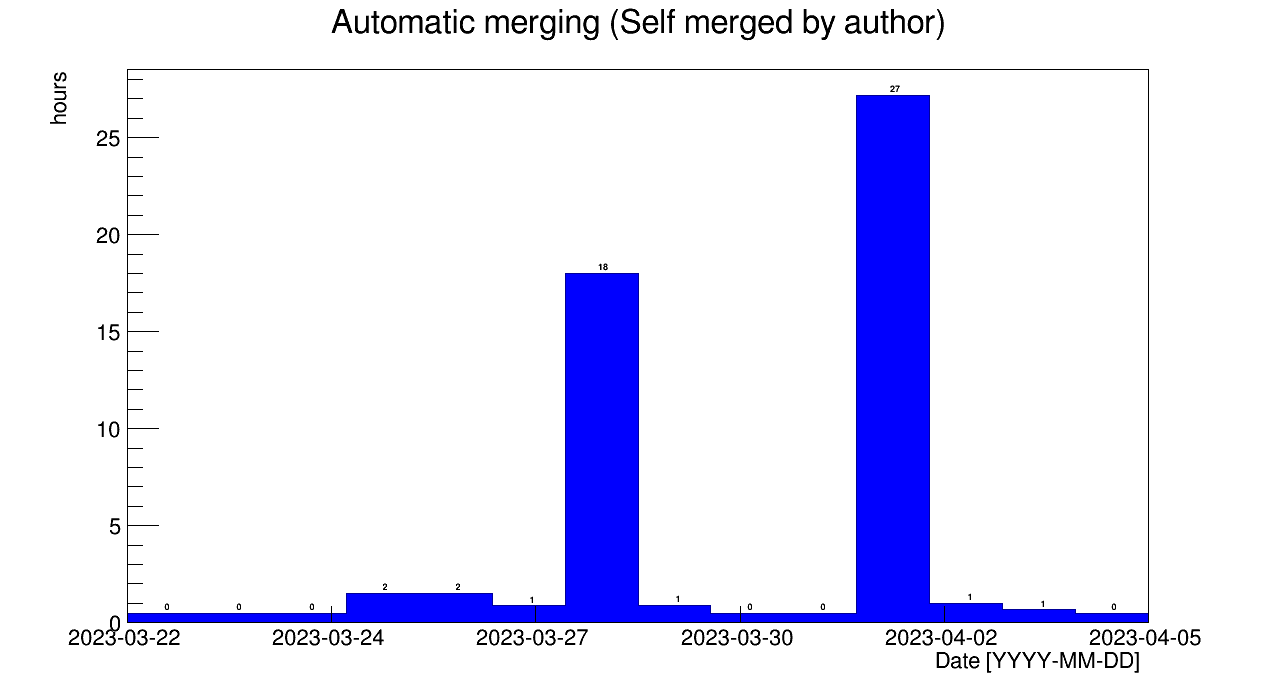 Automatic merging (Self merged by author)
hours
25
20
15
10
5
0
27
18
2 2
1 1 1 1
0 0 0 0 0 0
2023-03-22 2023-03-24 2023-03-27 2023-03-30 2023-04-02 2023-04-05
Date [YYYY-MM-DD]